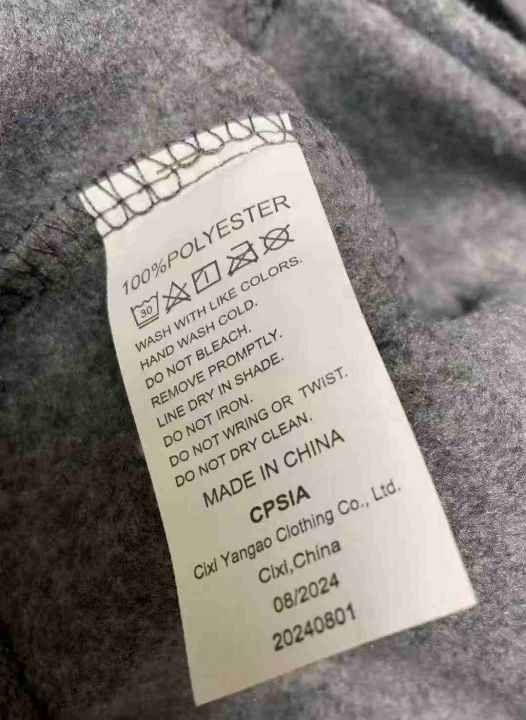 100%POLYESTER
30
WASH WITH LIKE COLORS.
HAND WASH COLD.
DO NOT BLEACH.
REMOVE PROMPTLY.
LINE DRY IN SHADE.
DO NOT IRON.
DO NOT WRING OR TWIST.
DO NOT DRY CLEAN.
MADE IN CHINA
CPSIA
Cixi Yangao Clothing Co., Ltd.
Cixi,China
08/2024
20240801